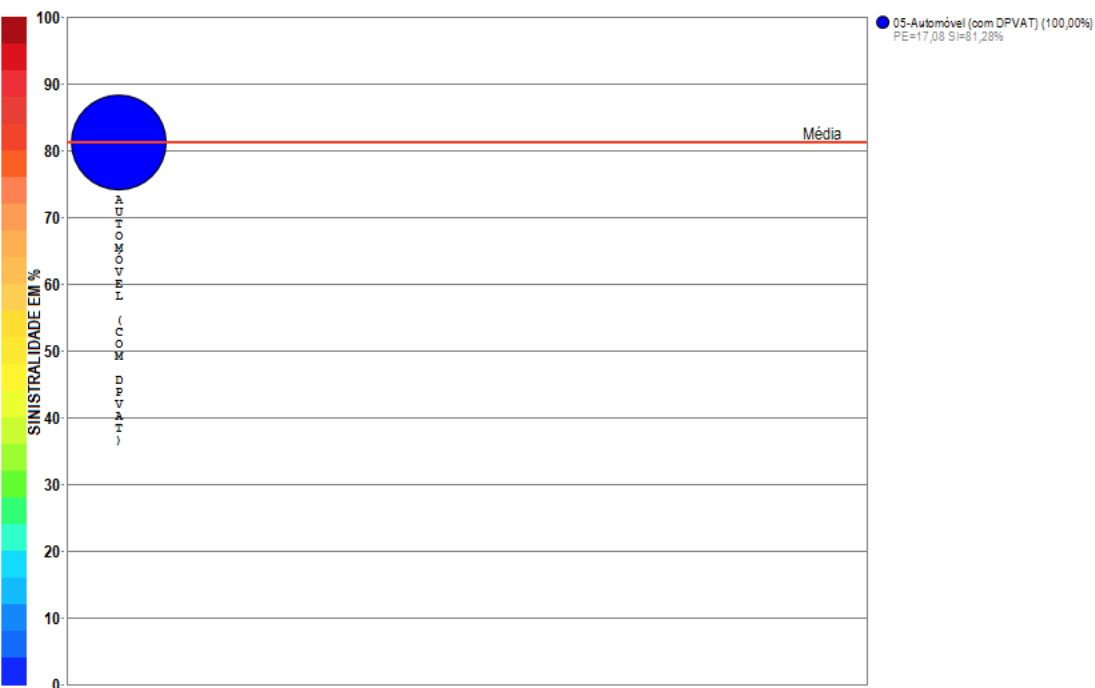 100
90
80
70
60
50
40
30
20
10
0
SINISTRALIDADE EM %
AUTOMÓVEL (COM DPVAT)
Média
05-Automóvel (com DPVAT) (100,00%)
PE=17,08 SI=81,28%